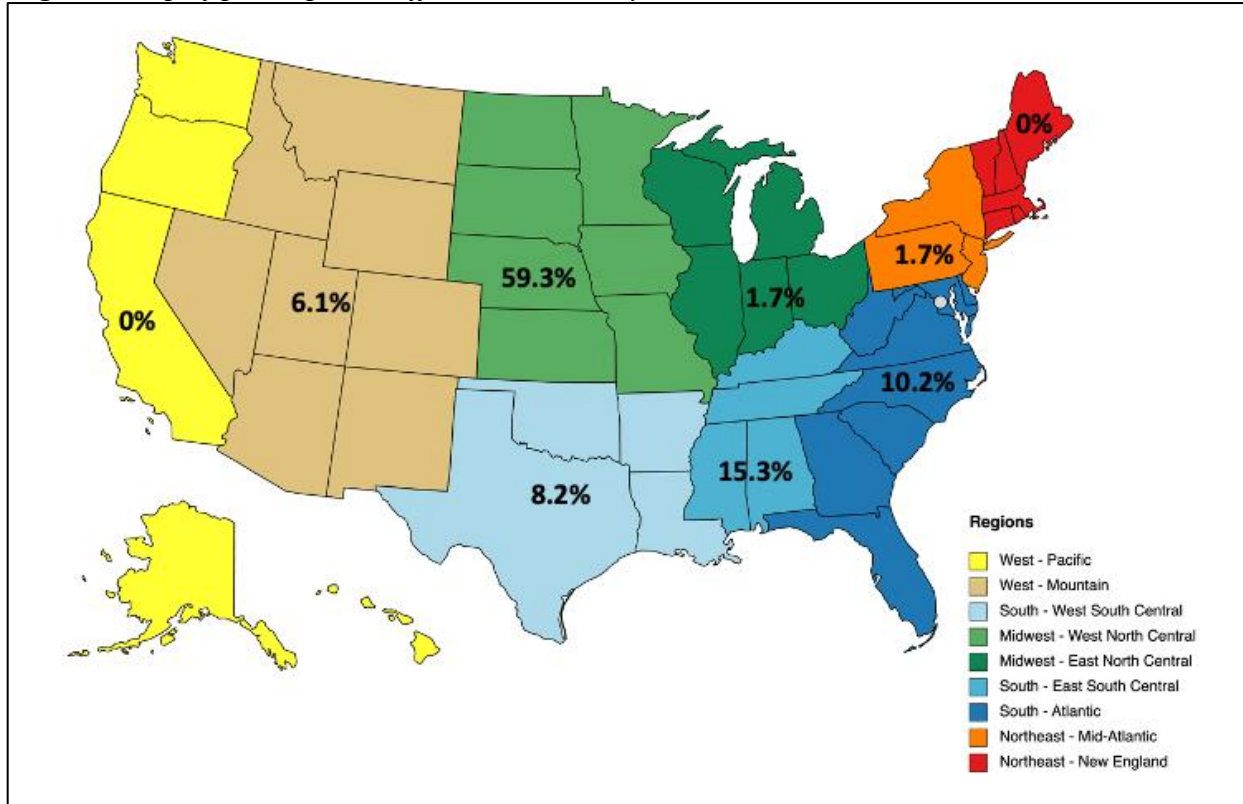 0%
59.3%
1.7%
6.1%
1.7%
0%
10.2%
15.3%
8.2%
Regions
West - Pacific
West - Mountain
South - West South Central
Midwest - West North Central
Midwest - East North Central
South - East South Central
South - Atlantic
Northeast - Mid-Atlantic
Northeast - New England